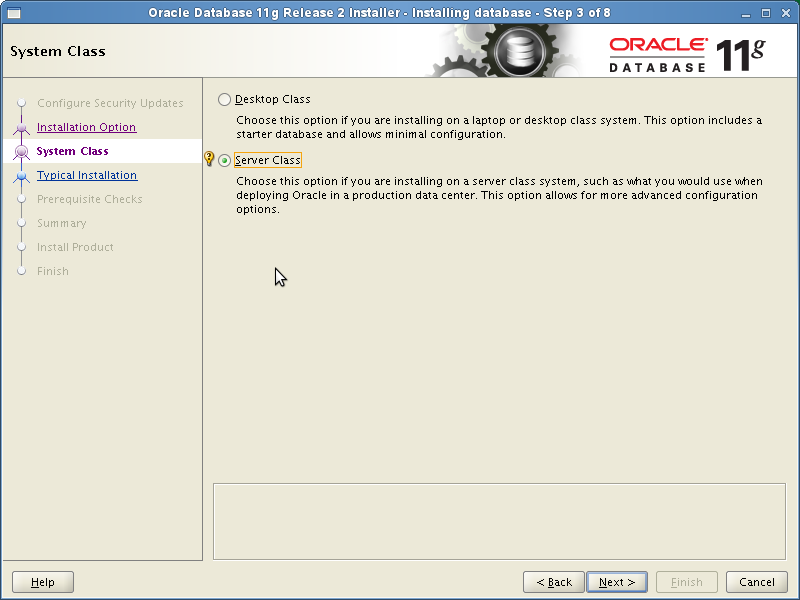 Oracle Database 11g Release 2 Installer - Installing database - Step 3 of 8
System Class
ORACLE®
DATABASE
11g
Configure Security Updates
Installation Option
System Class
Typical Installation
Prerequisite Checks
Summary
Install Product
Finish
Desktop Class
Choose this option if you are installing on a laptop or desktop class system. This option includes a
starter database and allows minimal configuration.
Server Class
Choose this option if you are installing on a server class system, such as what you would use when
deploying Oracle in a production data center. This option allows for more advanced configuration
options.
Help
< Back
Next >
Finish
Cancel